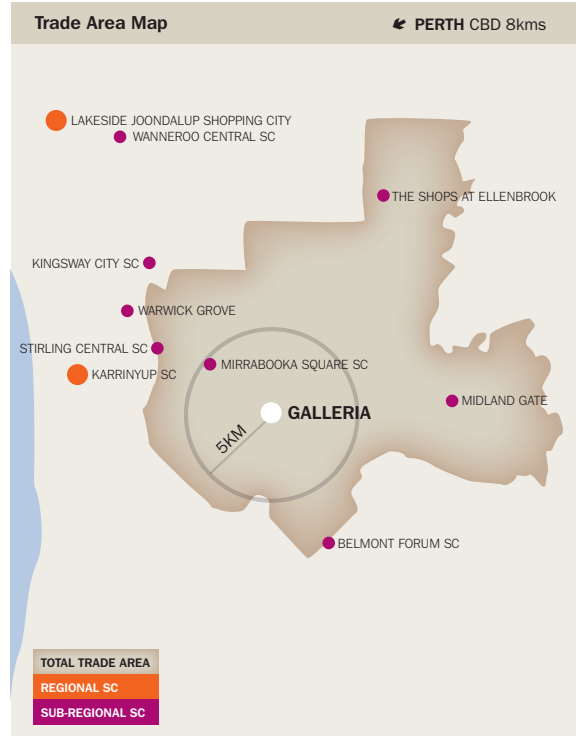 Trade Area Map
PERTH CBD 8kms
LAKESIDE JOONDALUP SHOPPING CITY
WANNEROO CENTRAL SC
THE SHOPS AT ELLENBROOK
KINGSWAY CITY SC
WARWICK GROVE
STIRLING CENTRAL SC
MIRRABOOKA SQUARE SC
KARRINYUP SC
MIDLAND GATE
GALLERIA
5KM
BELMONT FORUM SC
TOTAL TRADE AREA
REGIONAL SC
SUB-REGIONAL SC